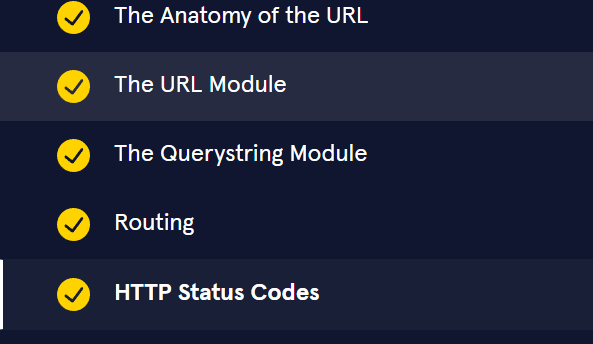 The Anatomy of the URL
The URL Module
The Querystring Module
Routing
HTTP Status Codes